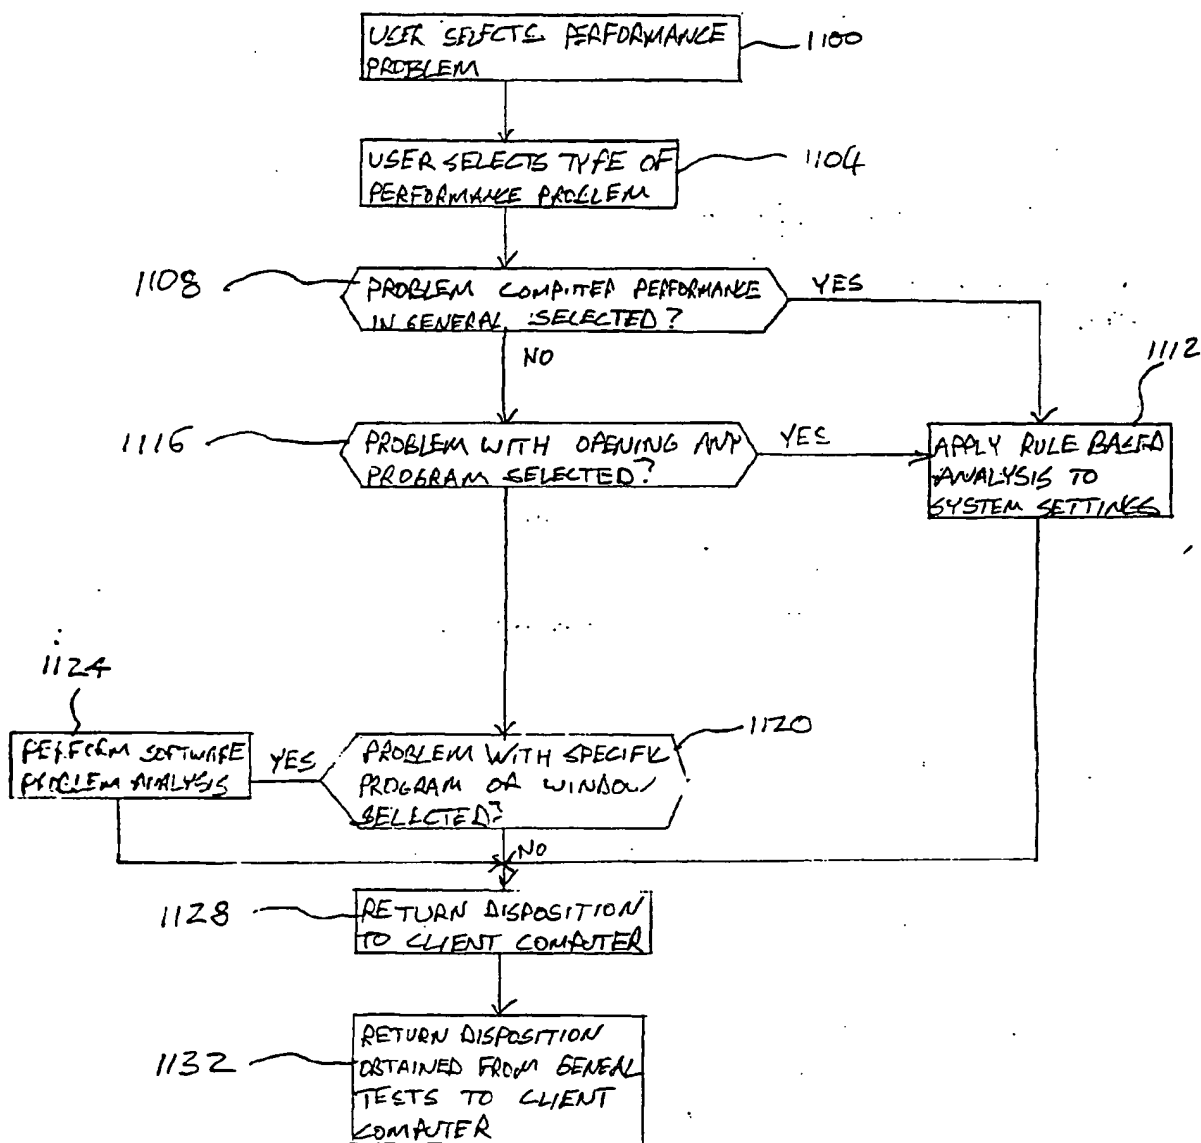 USER SELECTS PERFORMANCE
PROBLEM
1100
USER SELECTS TYPE OF
PERFORMANCE PROBLEM
1104
1108
PROBLEM COMPUTER PERFORMANCE
IN GENERAL SELECTED?
YES
NO
1112
1116
PROBLEM WITH OPENING ANY
PROGRAM SELECTED?
YES
APPLY RULE BASED
ANALYSIS TO
SYSTEM SETTINGS
1124
PERFORM SOFTWARE
PROBLEM ANALYSIS
YES
1120
PROBLEM WITH SPECIFIC
PROGRAM OR WINDOW
SELECTED?
NO
1128
RETURN DISPOSITION
TO CLIENT COMPUTER
1132
RETURN DISPOSITION
OBTAINED FROM GENEAL
TESTS TO CLIENT
COMPUTER